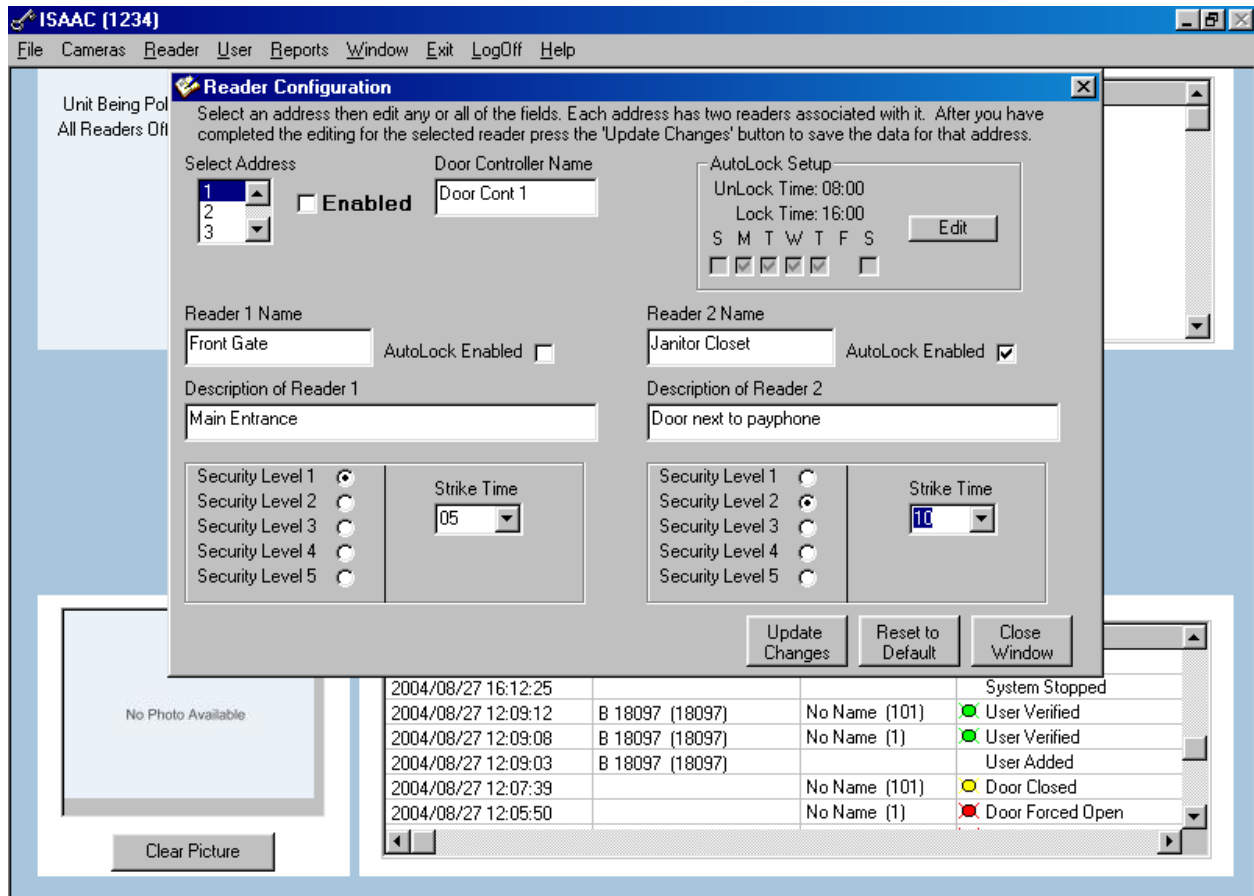 ISAAC (1234)
File Cameras Reader User Reports Window Exit LogOff Help
Unit Being Pol
All Readers Off
Reader Configuration
Select an address then edit any or all of the fields. Each address has two readers associated with it. After you have
completed the editing for the selected reader press the 'Update Changes' button to save the data for that address.
Select Address
1
2
3
Enabled
Door Controller Name
Door Cont 1
AutoLock Setup
UnLock Time: 08:00
Lock Time: 16:00
S M T W T F S
Edit
Reader 1 Name
Front Gate
AutoLock Enabled
Reader 2 Name
Janitor Closet
AutoLock Enabled
Description of Reader 1
Main Entrance
Description of Reader 2
Door next to payphone
Security Level 1
Security Level 2
Security Level 3
Security Level 4
Security Level 5
Strike Time
05
Security Level 1
Security Level 2
Security Level 3
Security Level 4
Security Level 5
Strike Time
10
Update
Changes
Reset to
Default
Close
Window
No Photo Available
Clear Picture
2004/08/27 16:12:25 System Stopped
2004/08/27 12:09:12 B 18097 (18097) No Name (101) User Verified
2004/08/27 12:09:08 B 18097 (18097) No Name (1) User Verified
2004/08/27 12:09:03 B 18097 (18097) User Added
2004/08/27 12:07:39 No Name (101) Door Closed
2004/08/27 12:05:50 No Name (1) Door Forced Open